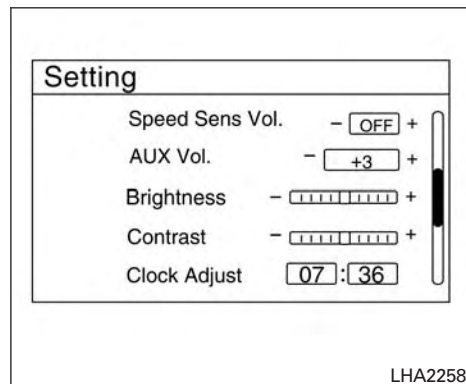 Setting
Speed Sens Vol. - OFF +
AUX Vol. - +3 +
Brightness - +
Contrast - +
Clock Adjust 07 : 36
LHA2258